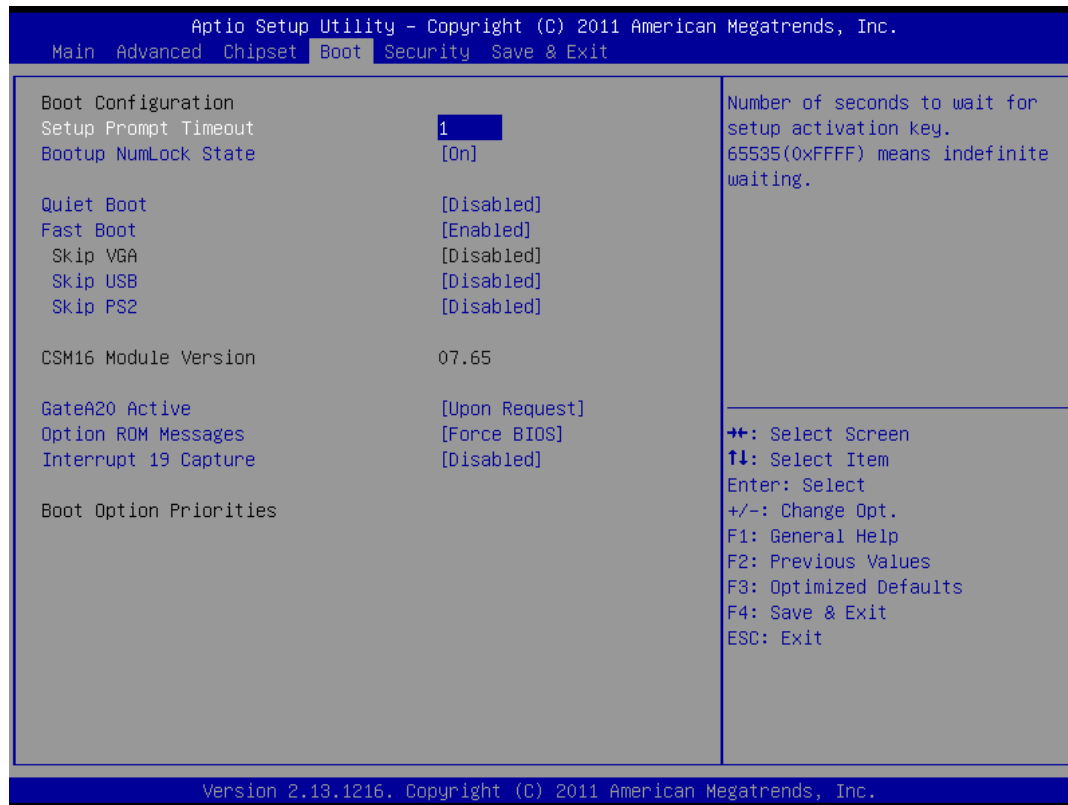 Aptio Setup Utility – Copyright (C) 2011 American Megatrends, Inc.
Main Advanced Chipset Boot Security Save & Exit
Boot Configuration
Setup Prompt Timeout 1
Bootup NumLock State [On]
Quiet Boot [Disabled]
Fast Boot [Enabled]
Skip VGA [Disabled]
Skip USB [Disabled]
Skip PS2 [Disabled]
CSM16 Module Version 07.65
GateA20 Active [Upon Request]
Option ROM Messages [Force BIOS]
Interrupt 19 Capture [Disabled]
Boot Option Priorities
Number of seconds to wait for
setup activation key.
65535(0xFFFF) means indefinite
waiting.
→←: Select Screen
↑↓: Select Item
Enter: Select
+/-: Change Opt.
F1: General Help
F2: Previous Values
F3: Optimized Defaults
F4: Save & Exit
ESC: Exit
Version 2.13.1216. Copyright (C) 2011 American Megatrends, Inc.